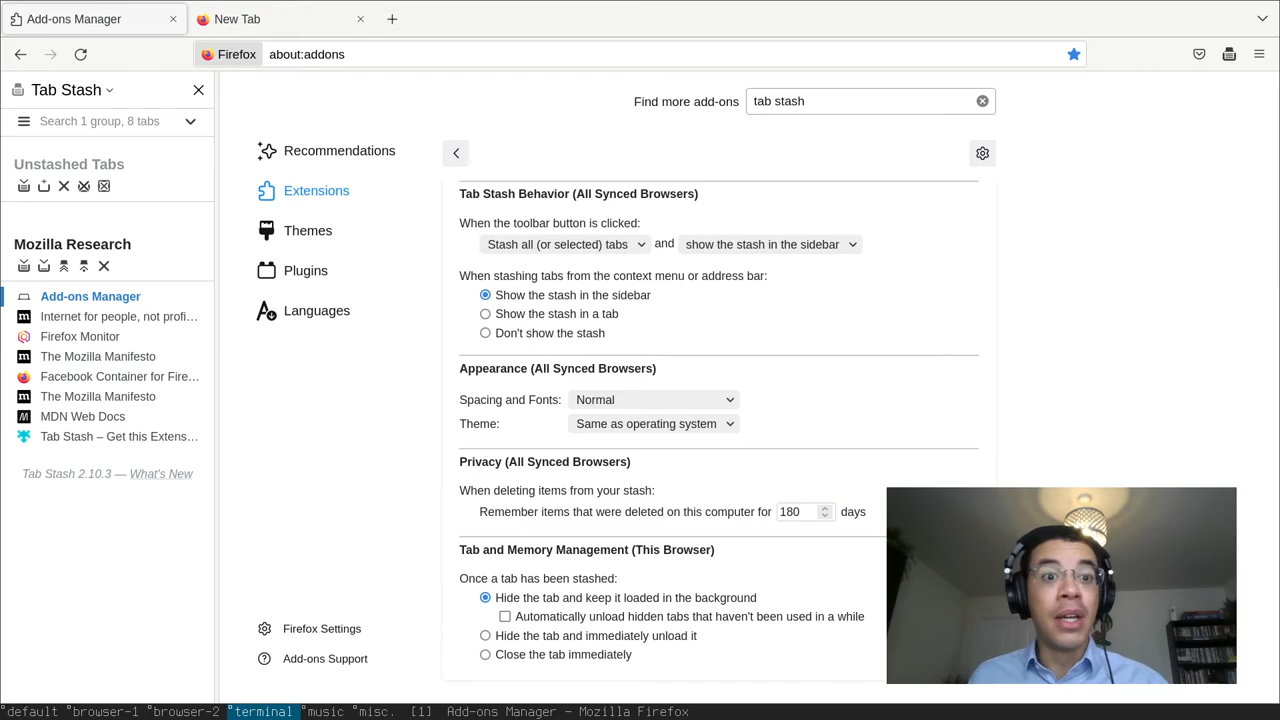 Add-ons Manager
New Tab
Firefox
about:addons
Tab Stash
Search 1 group, 8 tabs
Unstashed Tabs
Mozilla Research
Add-ons Manager
Internet for people, not profi…
Firefox Monitor
The Mozilla Manifesto
Facebook Container for Fire…
The Mozilla Manifesto
MDN Web Docs
Tab Stash – Get this Extens…
Tab Stash 2.10.3 — What's New
Find more add-ons
tab stash
Recommendations
Extensions
Themes
Plugins
Languages
Firefox Settings
Add-ons Support
Tab Stash Behavior (All Synced Browsers)
When the toolbar button is clicked:
Stash all (or selected) tabs and show the stash in the sidebar
When stashing tabs from the context menu or address bar:
Show the stash in the sidebar
Show the stash in a tab
Don't show the stash
Appearance (All Synced Browsers)
Spacing and Fonts: Normal
Theme: Same as operating system
Privacy (All Synced Browsers)
When deleting items from your stash:
Remember items that were deleted on this computer for 180 days
Tab and Memory Management (This Browser)
Once a tab has been stashed:
Hide the tab and keep it loaded in the background
Automatically unload hidden tabs that haven't been used in a while
Hide the tab and immediately unload it
Close the tab immediately
"default "browser-1 "browser-2 "terminal "music "misc. [1] Add-ons Manager – Mozilla Firefox